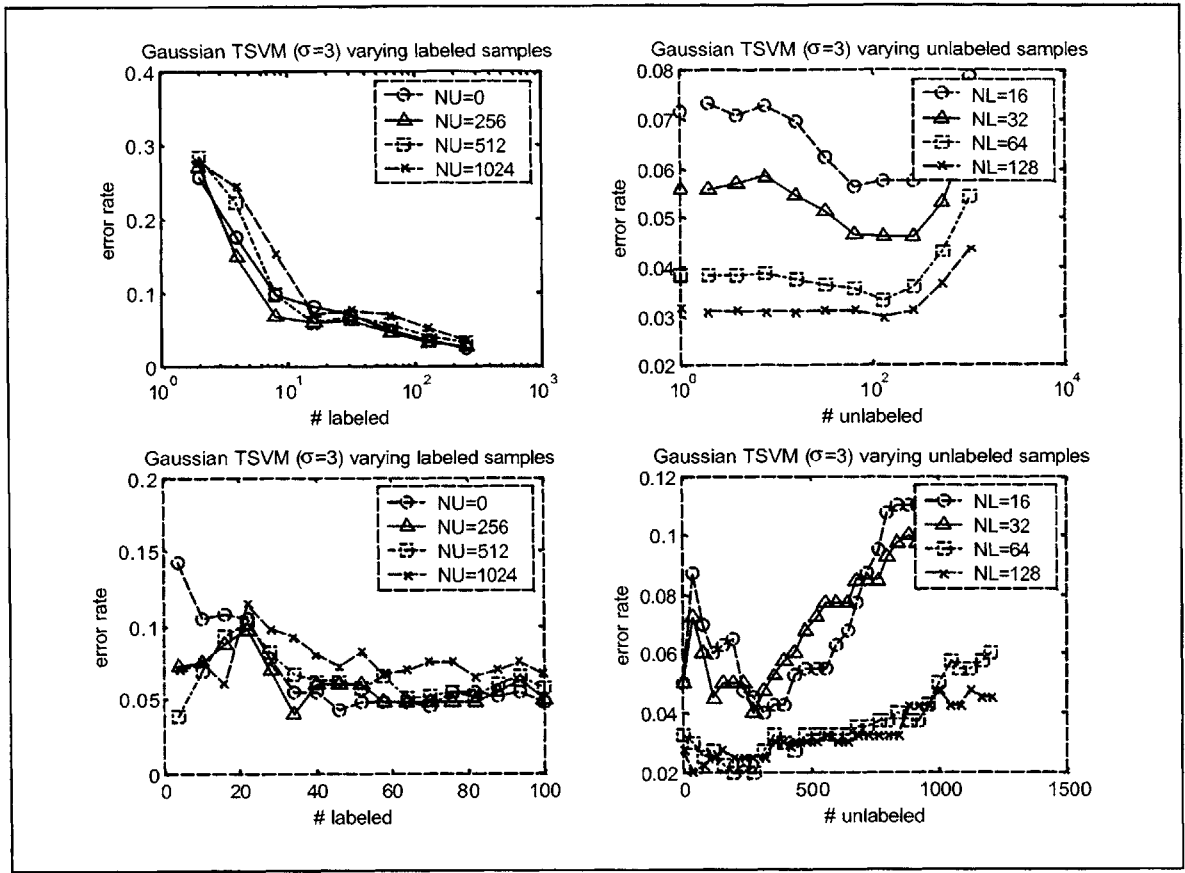 Gaussian TSVM (σ=3) varying labeled samples
0.4
0.3
0.2
0.1
0
error rate
NU=0
NU=256
NU=512
NU=1024
10^0
10^1
10^2
10^3
# labeled
Gaussian TSVM (σ=3) varying unlabeled samples
0.08
0.07
0.06
0.05
0.04
0.03
0.02
error rate
NL=16
NL=32
NL=64
NL=128
10^0
10^2
10^4
# unlabeled
Gaussian TSVM (σ=3) varying labeled samples
0.2
0.15
0.1
0.05
0
error rate
NU=0
NU=256
NU=512
NU=1024
0
20
40
60
80
100
# labeled
Gaussian TSVM (σ=3) varying unlabeled samples
0.12
0.1
0.08
0.06
0.04
0.02
error rate
NL=16
NL=32
NL=64
NL=128
0
500
1000
1500
# unlabeled